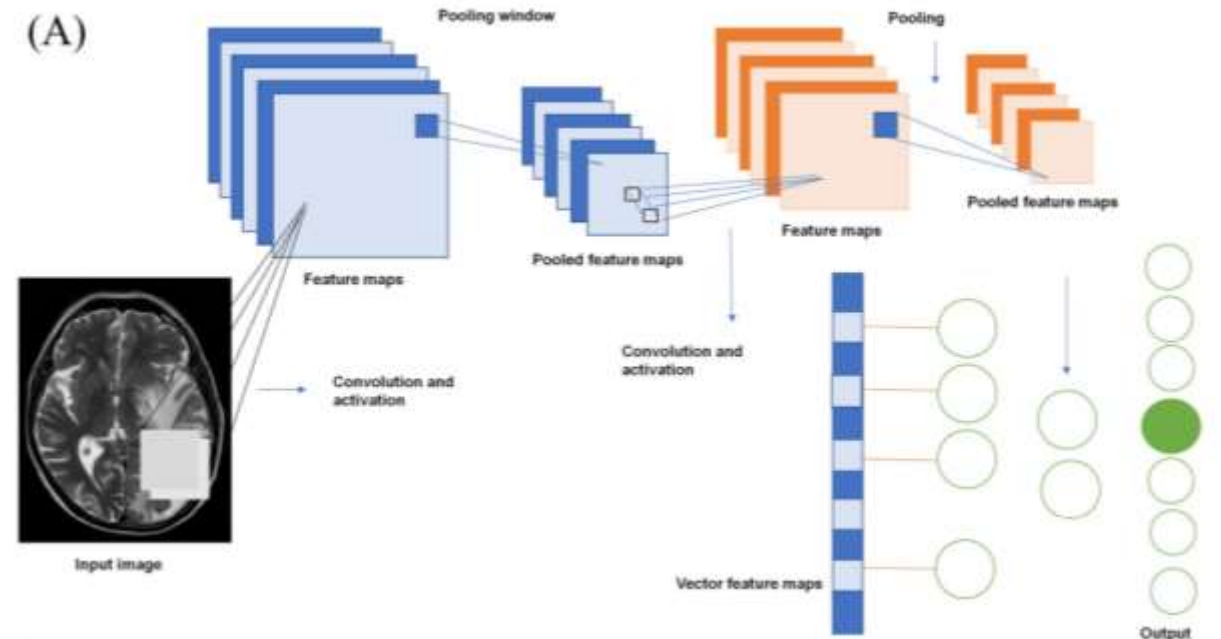 (A)
Pooling window
Pooling
Feature maps
Pooled feature maps
Feature maps
Pooled feature maps
Convolution and
activation
Convolution and
activation
Input image
Vector feature maps
Output